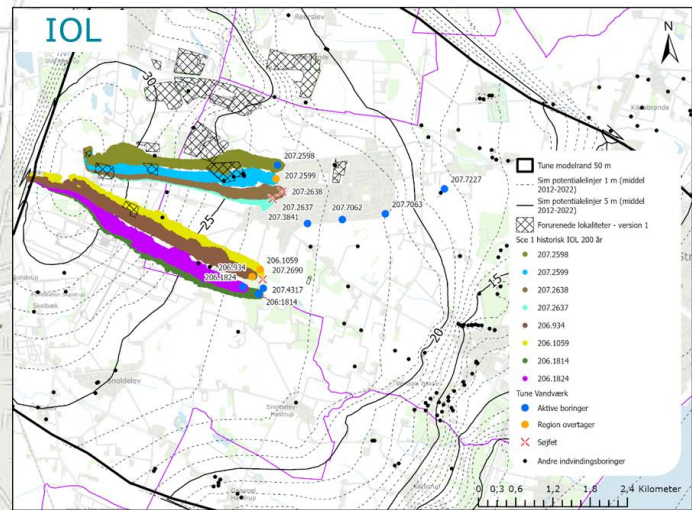 IOL
Reerslev
N
30
25
20
15
207.2598
207.2599
207.2638
207.2637
207.3841
207.7062
207.7063
207.7227
206.1059
206.934
207.2690
206.1824
207.4317
206.1814
Snoldelev
Tune modelrand 50 m
Sim potentialelinjer 1 m (middel
2012-2022)
Sim potentialelinjer 5 m (middel
2012-2022)
Forurenede lokaliteter - version 1
Sce 1 historisk IOL 200 år
207.2598
207.2599
207.2638
207.2637
206.934
206.1059
206.1814
206.1824
Tune Vandværk
Aktive boringer
Region overtager
Sløjfet
Andre indvindingsboringer
0 0,3 0,6 1,2 1,8 2,4 Kilometer